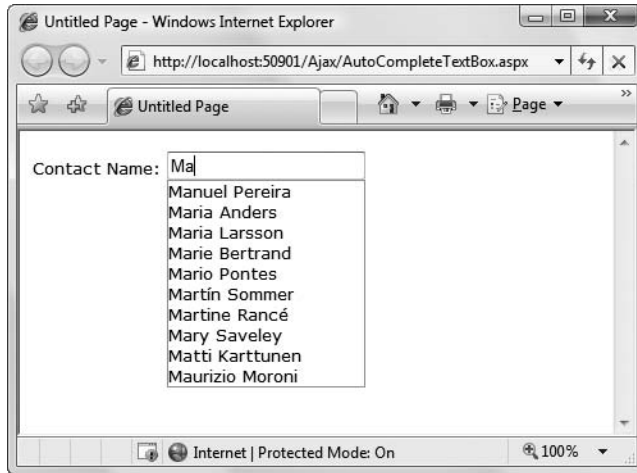 Untitled Page - Windows Internet Explorer
http://localhost:50901/Ajax/AutoCompleteTextBox.aspx
Untitled Page
Page
Contact Name: Ma
Manuel Pereira
Maria Anders
Maria Larsson
Marie Bertrand
Mario Pontes
Martín Sommer
Martine Rancé
Mary Saveley
Matti Karttunen
Maurizio Moroni
Internet | Protected Mode: On
100%